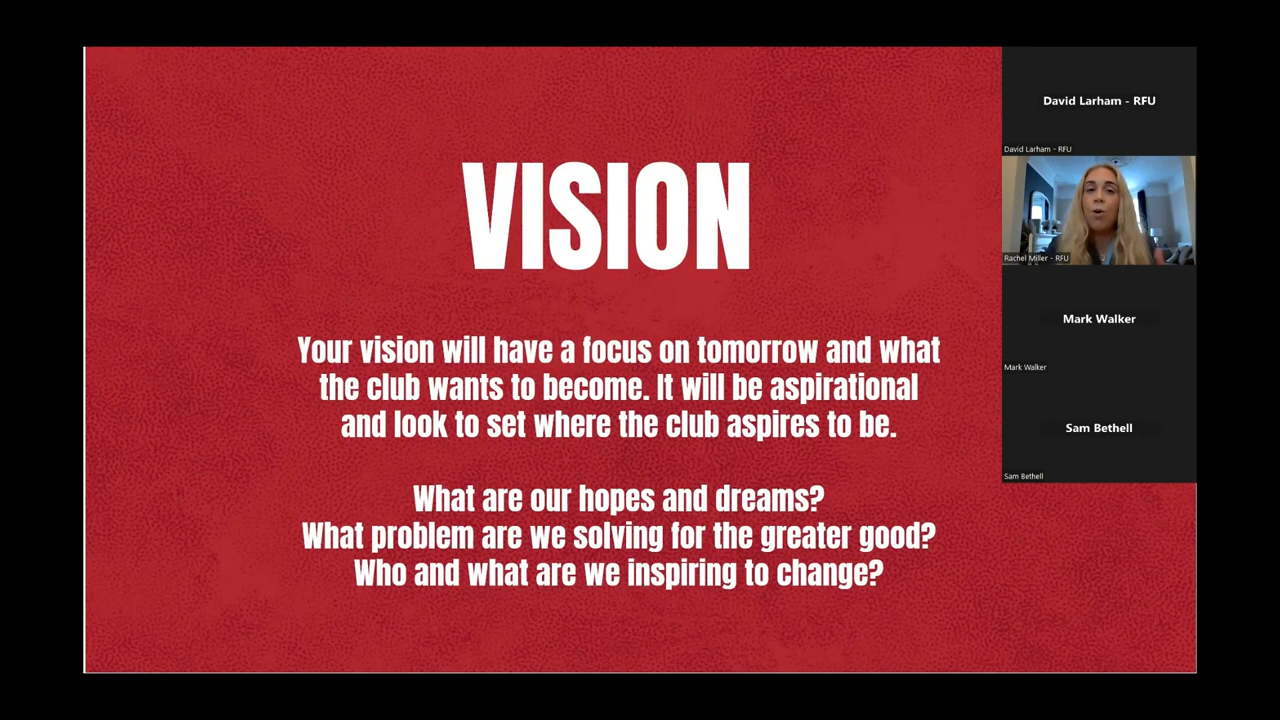 VISION
Your vision will have a focus on tomorrow and what
the club wants to become. It will be aspirational
and look to set where the club aspires to be.
What are our hopes and dreams?
What problem are we solving for the greater good?
Who and what are we inspiring to change?
David Larham - RFU
David Larham - RFU
Rachel Miller - RFU
Mark Walker
Mark Walker
Sam Bethell
Sam Bethell